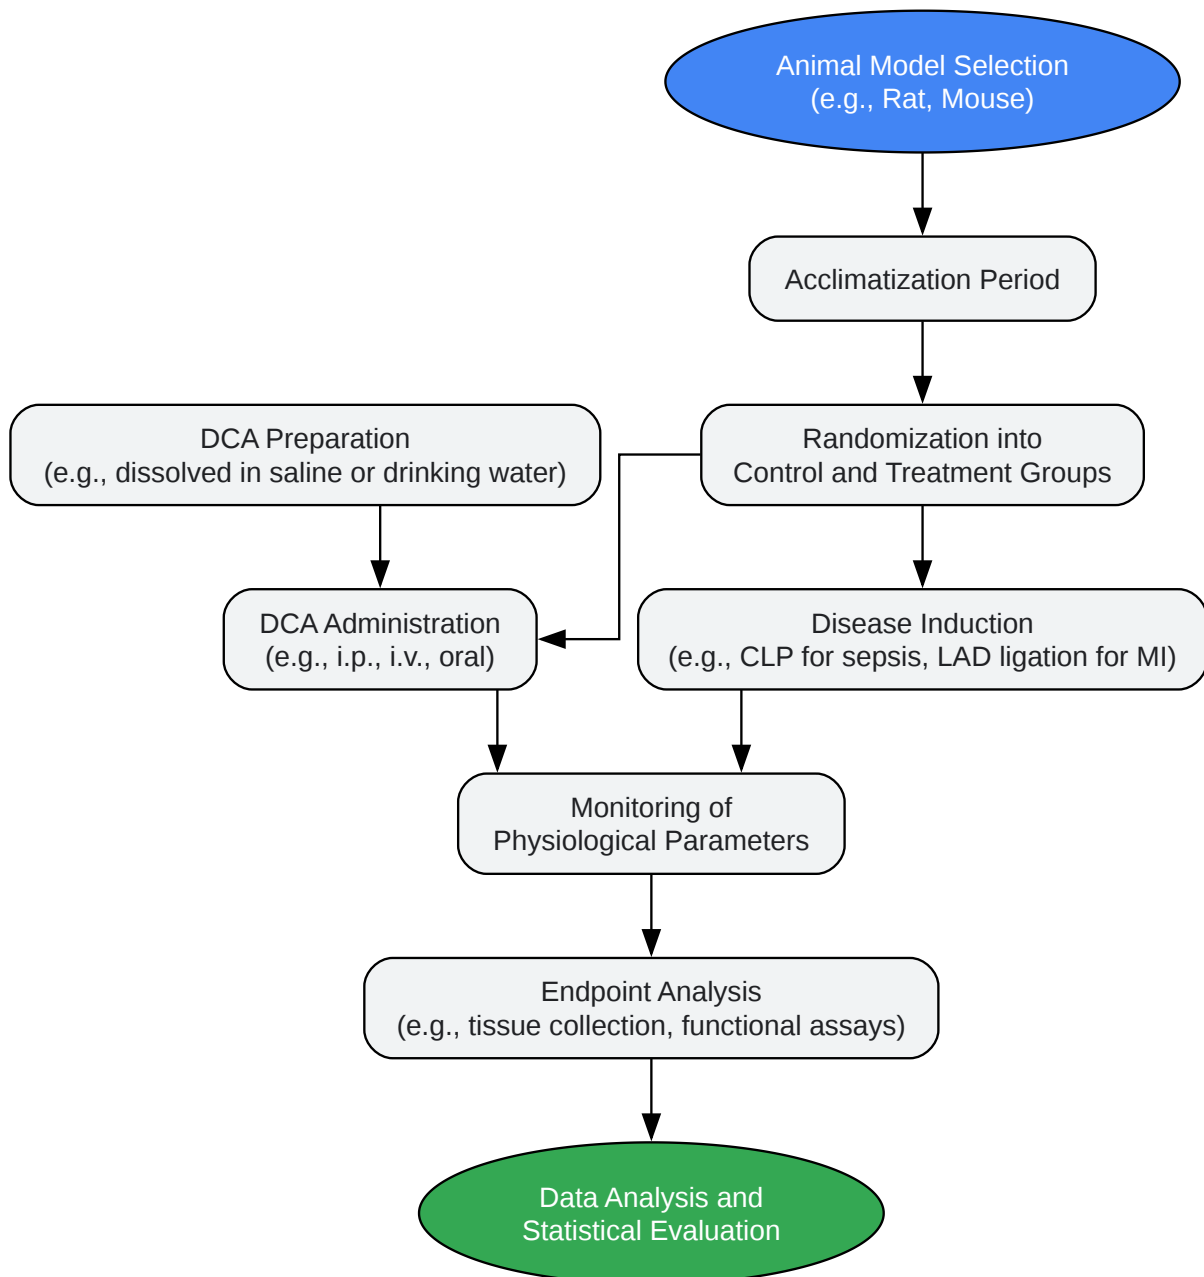 Animal Model Selection
(e.g., Rat, Mouse)
Acclimatization Period
DCA Preparation
(e.g., dissolved in saline or drinking water)
Randomization into
Control and Treatment Groups
DCA Administration
(e.g., i.p., i.v., oral)
Disease Induction
(e.g., CLP for sepsis, LAD ligation for MI)
Monitoring of
Physiological Parameters
Endpoint Analysis
(e.g., tissue collection, functional assays)
Data Analysis and
Statistical Evaluation